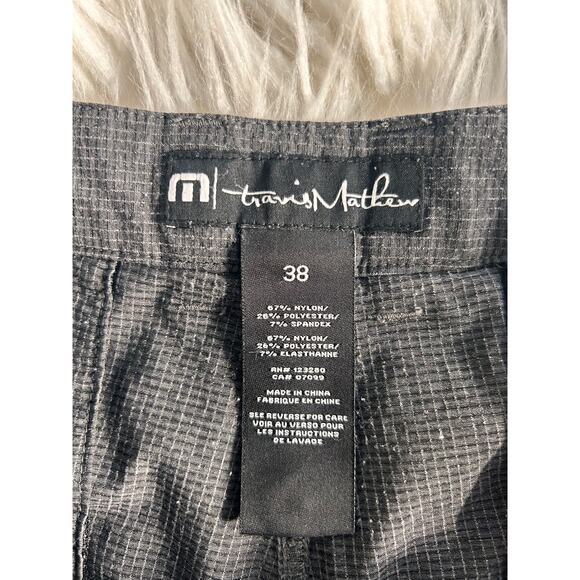 m | travisMathew
38
67% NYLON/
26% POLYESTER/
7% SPANDEX
67% NYLON/
26% POLYESTER/
7% ELASTHANNE
RN# 123280
CA# 07099
MADE IN CHINA
FABRIQUE EN CHINE
SEE REVERSE FOR CARE
VOIR AU VERSO POUR
LES INSTRUCTIONS
DE LAVAGE